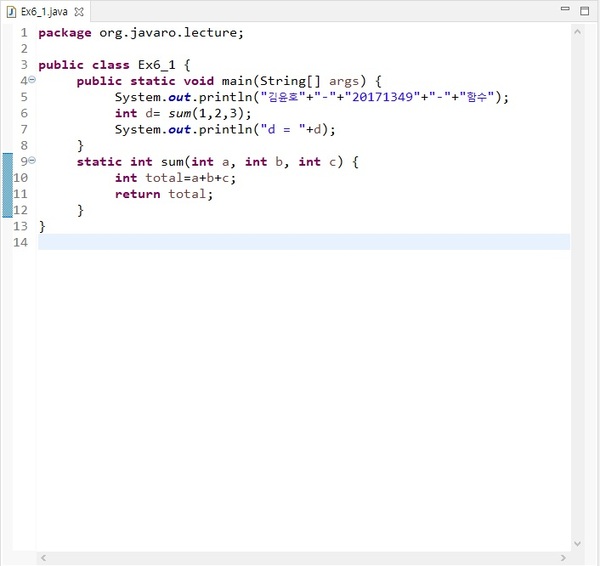 Ex6_1.java
1 package org.javaro.lecture;
2
3 public class Ex6_1 {
4 public static void main(String[] args) {
5 System.out.println("김윤호"+"-"+"20171349"+"-"+"함수");
6 int d= sum(1,2,3);
7 System.out.println("d = "+d);
8 }
9 static int sum(int a, int b, int c) {
10 int total=a+b+c;
11 return total;
12 }
13 }
14